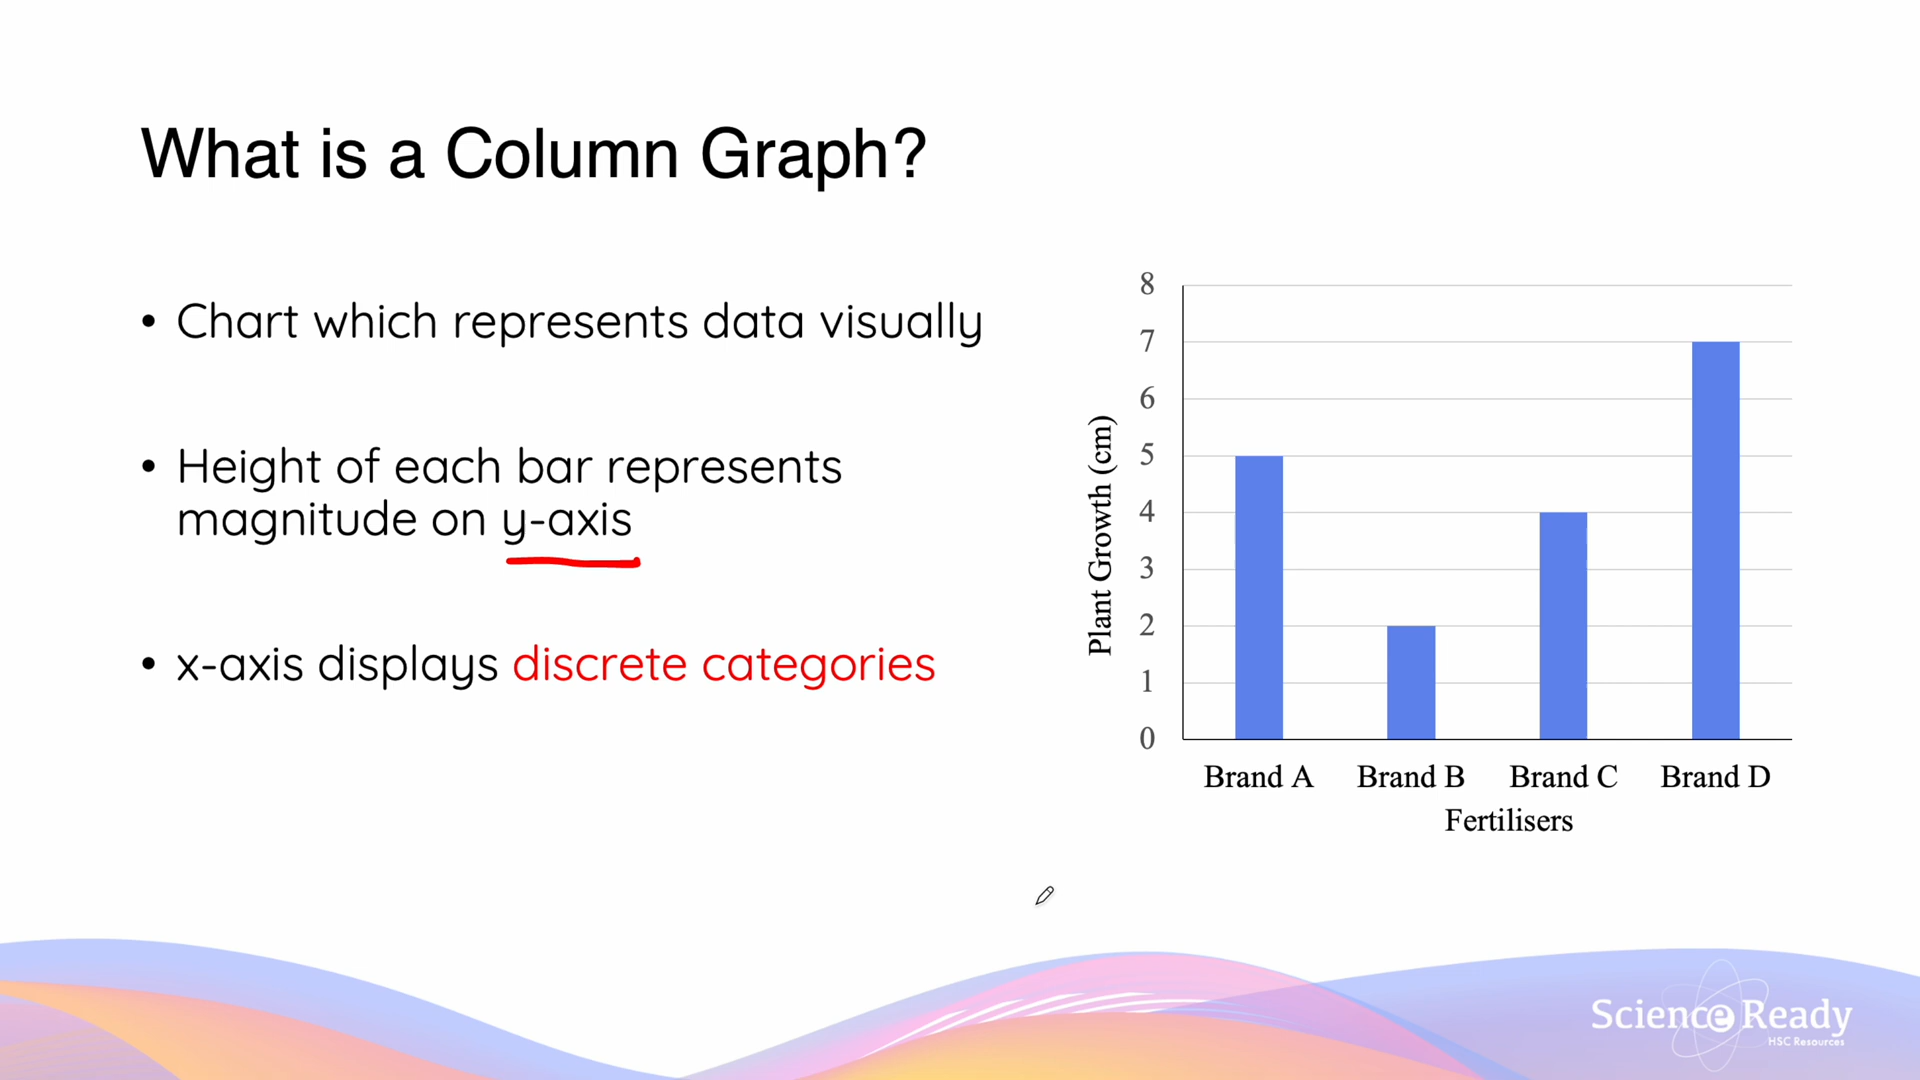 What is a Column Graph?
• Chart which represents data visually
• Height of each bar represents
magnitude on y-axis
• x-axis displays discrete categories
8
7
6
5
4
3
2
1
0
Plant Growth (cm)
Brand A Brand B Brand C Brand D
Fertilisers
Science Ready
HSC Resources